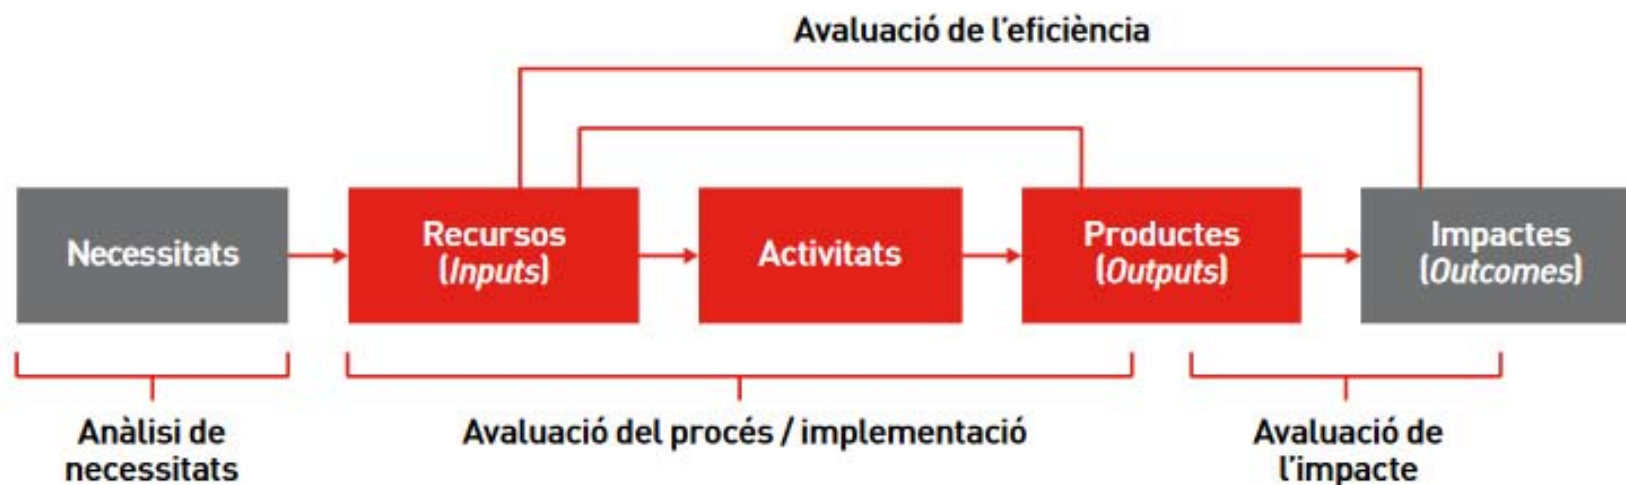 Avaluació de l'eficiència
Necessitats
Recursos
(Inputs)
Activitats
Productes
(Outputs)
Impactes
(Outcomes)
Anàlisi de
necessitats
Avaluació del procés / implementació
Avaluació de
l'impacte